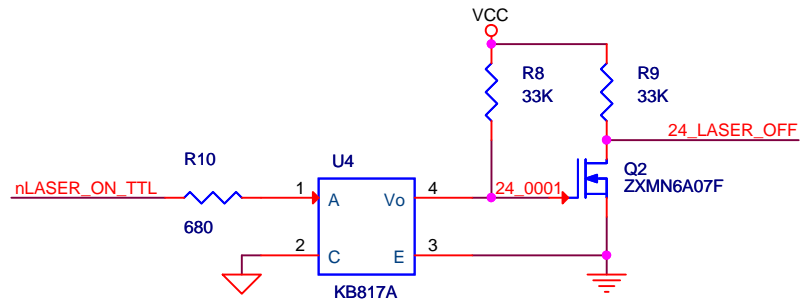 VCC
R8
33K
R9
33K
24_LASER_OFF
R10
680
nLASER_ON_TTL
U4
1
A
Vo
4
24_0001
Q2
ZXMN6A07F
2
C
E
3
KB817A